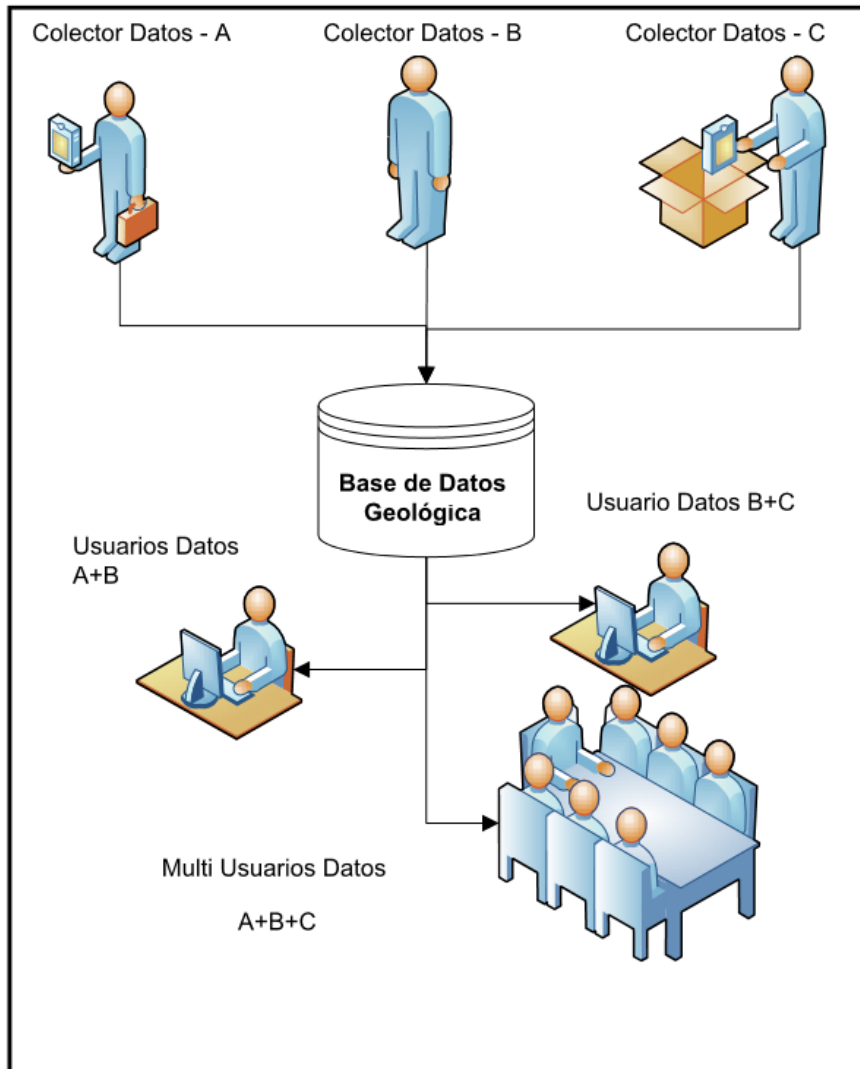 Colector Datos - A
Colector Datos - B
Colector Datos - C
Base de Datos
Geológica
Usuario Datos B+C
Usuarios Datos
A+B
Multi Usuarios Datos
A+B+C